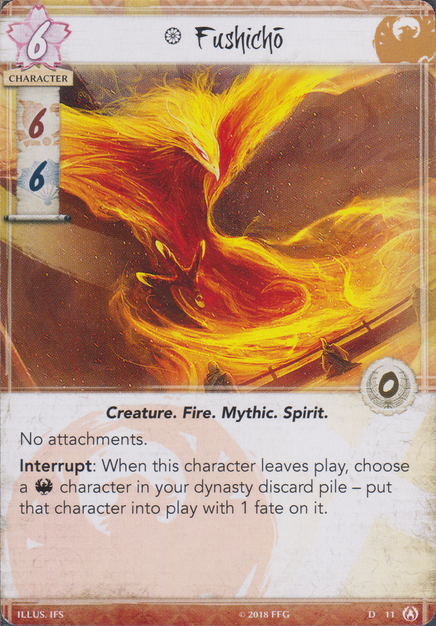 6
Fushichō
CHARACTER
6
6
0
Creature. Fire. Mythic. Spirit.
No attachments.
Interrupt: When this character leaves play, choose
a character in your dynasty discard pile – put
that character into play with 1 fate on it.
ILLUS. IFS © 2018 FFG D 11